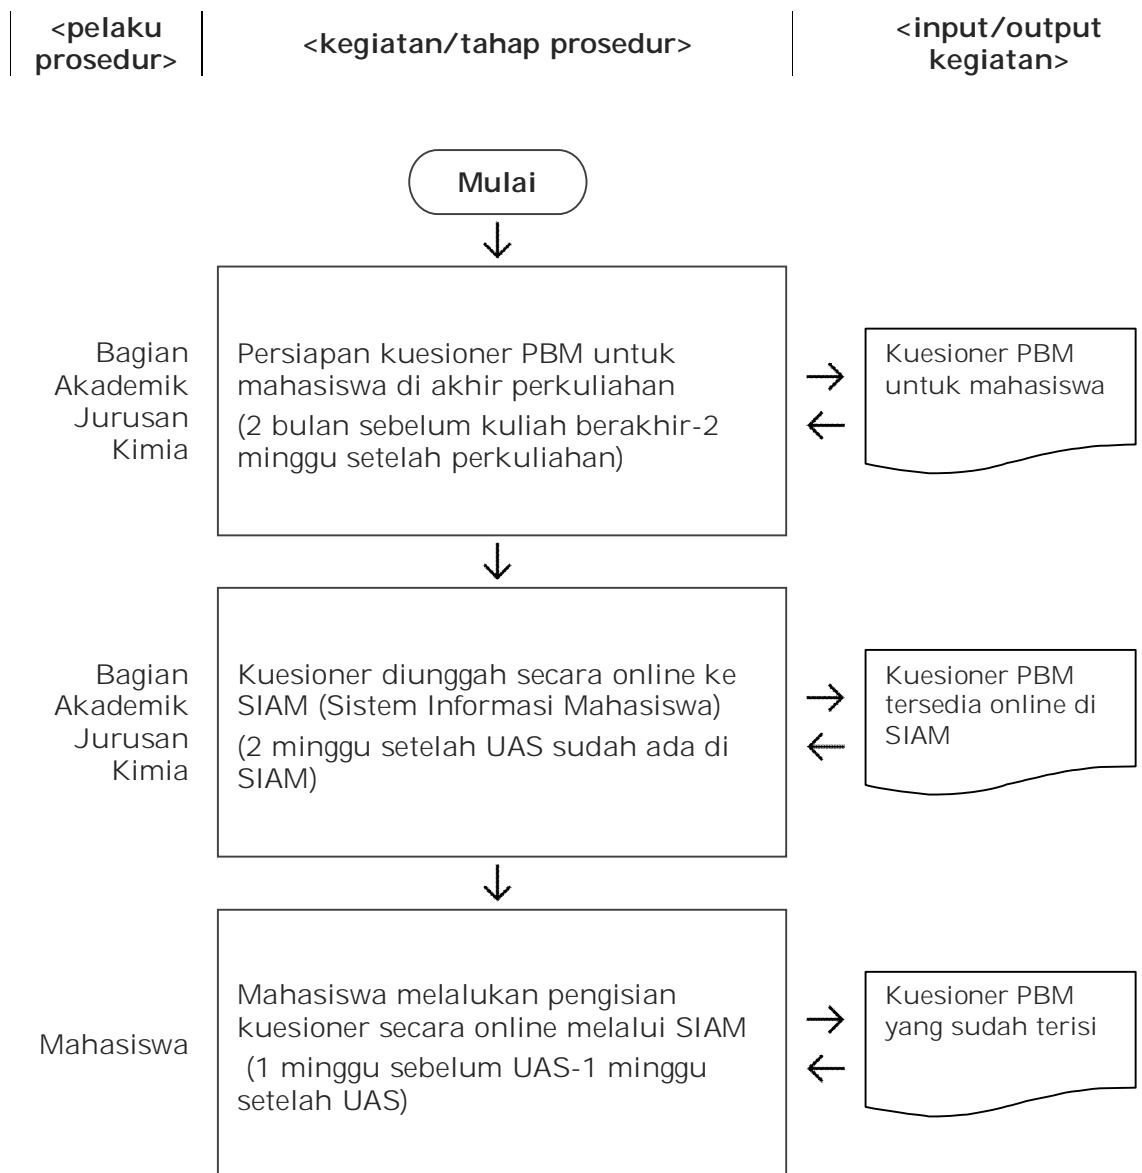 <pelaku
prosedur>
<kegiatan/tahap prosedur>
<input/output
kegiatan>
Mulai
Bagian
Akademik
Jurusan
Kimia
Persiapan kuesioner PBM untuk
mahasiswa di akhir perkuliahan
(2 bulan sebelum kuliah berakhir-2
minggu setelah perkuliahan)
Kuesioner PBM
untuk mahasiswa
Bagian
Akademik
Jurusan
Kimia
Kuesioner diunggah secara online ke
SIAM (Sistem Informasi Mahasiswa)
(2 minggu setelah UAS sudah ada di
SIAM)
Kuesioner PBM
tersedia online di
SIAM
Mahasiswa
Mahasiswa melalukan pengisian
kuesioner secara online melalui SIAM
(1 minggu sebelum UAS-1 minggu
setelah UAS)
Kuesioner PBM
yang sudah terisi